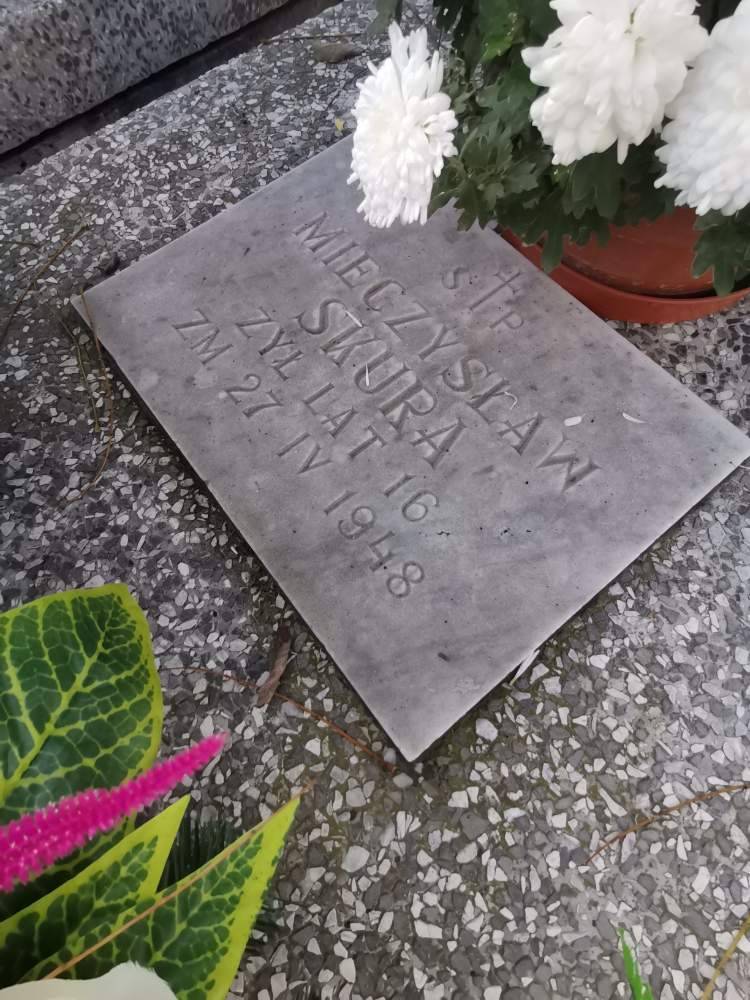 S † P
MIECZYSŁAW
SKURA,
ŻYŁ LAT 16
ZM 27 IV 1948